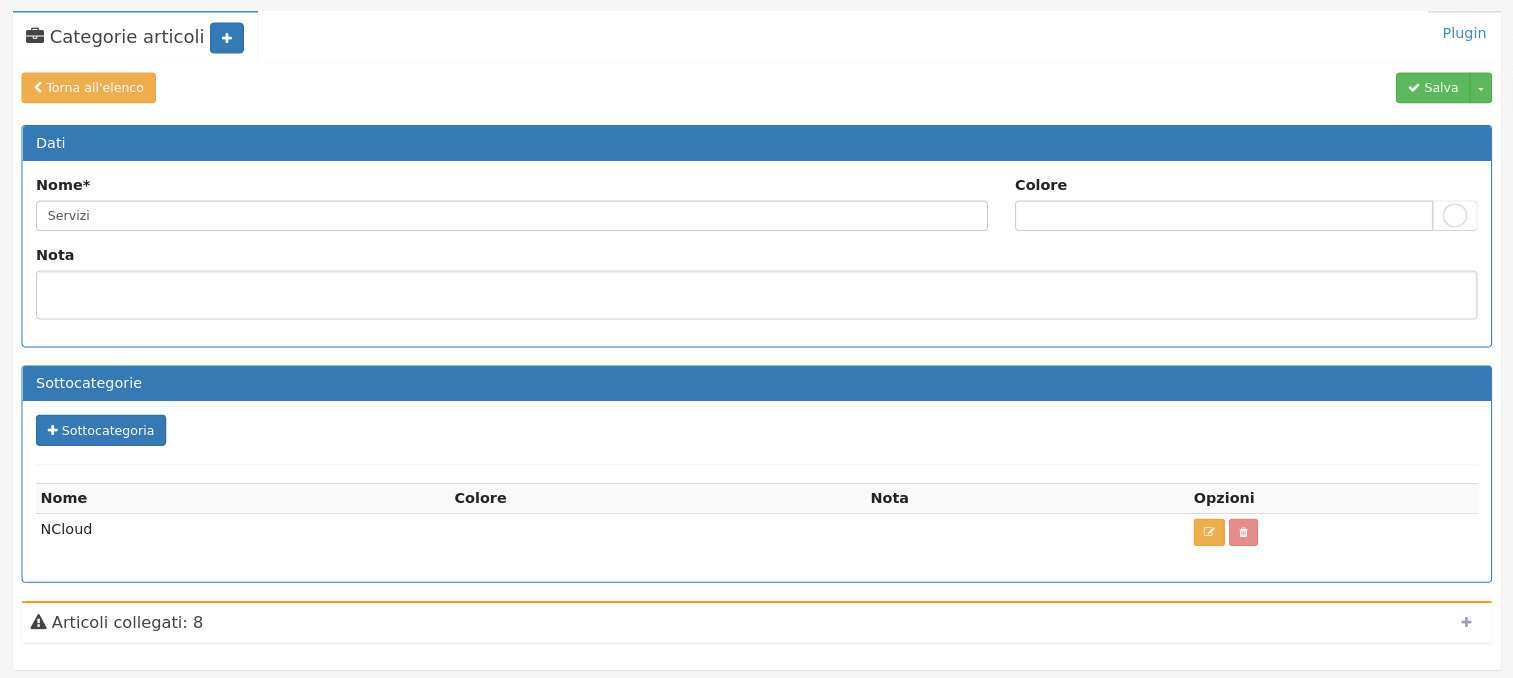 Categorie articoli
Plugin
Torna all'elenco
Salva
Dati
Nome*
Colore
Servizi
Nota
Sottocategorie
Sottocategoria
Nome Colore Nota Opzioni
NCloud
Articoli collegati: 8